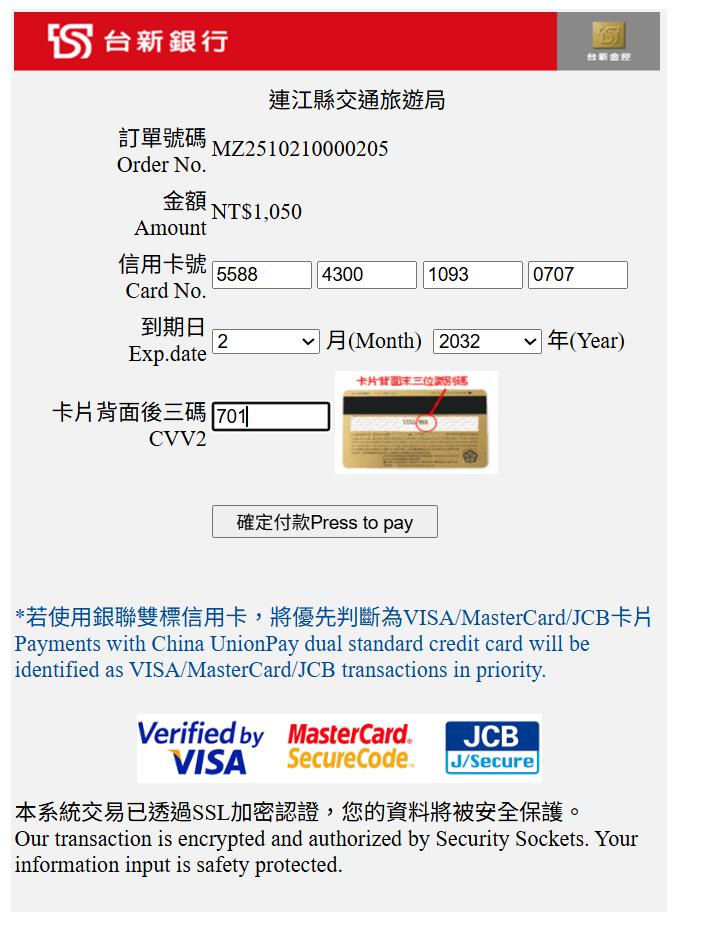 台新銀行
台新金控
連江縣交通旅遊局
訂單號碼
Order No.
MZ2510210000205
金額
Amount
NT$1,050
信用卡號
Card No.
5588 4300 1093 0707
到期日
Exp.date
2 月(Month) 2032 年(Year)
卡片背面後三碼
CVV2
701
卡片背面末三位識別碼
確定付款Press to pay
*若使用銀聯雙標信用卡，將優先判斷為VISA/MasterCard/JCB卡片
Payments with China UnionPay dual standard credit card will be
identified as VISA/MasterCard/JCB transactions in priority.
Verified by
VISA
MasterCard.
SecureCode.
JCB
J/Secure
本系統交易已透過SSL加密認證，您的資料將被安全保護。
Our transaction is encrypted and authorized by Security Sockets. Your
information input is safety protected.